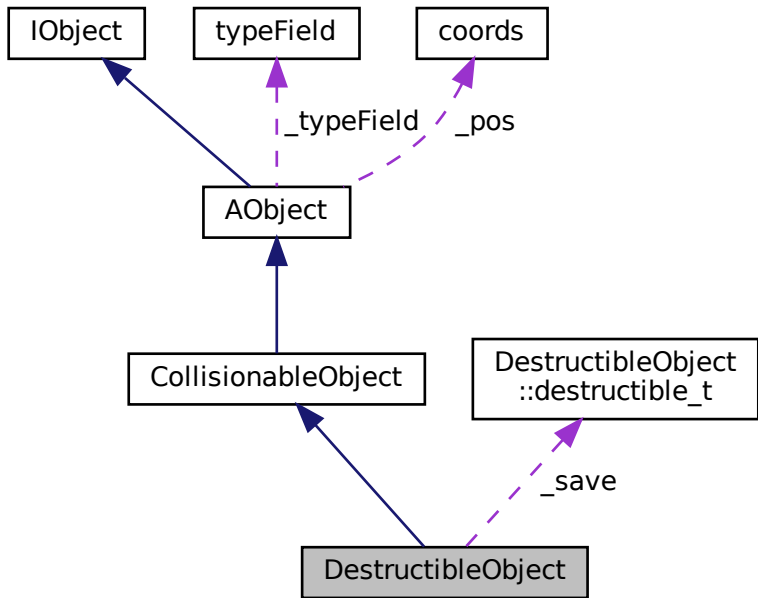 IObject
typeField
coords
_typeField
_pos
AObject
CollisionableObject
DestructibleObject
::destructible_t
_save
DestructibleObject